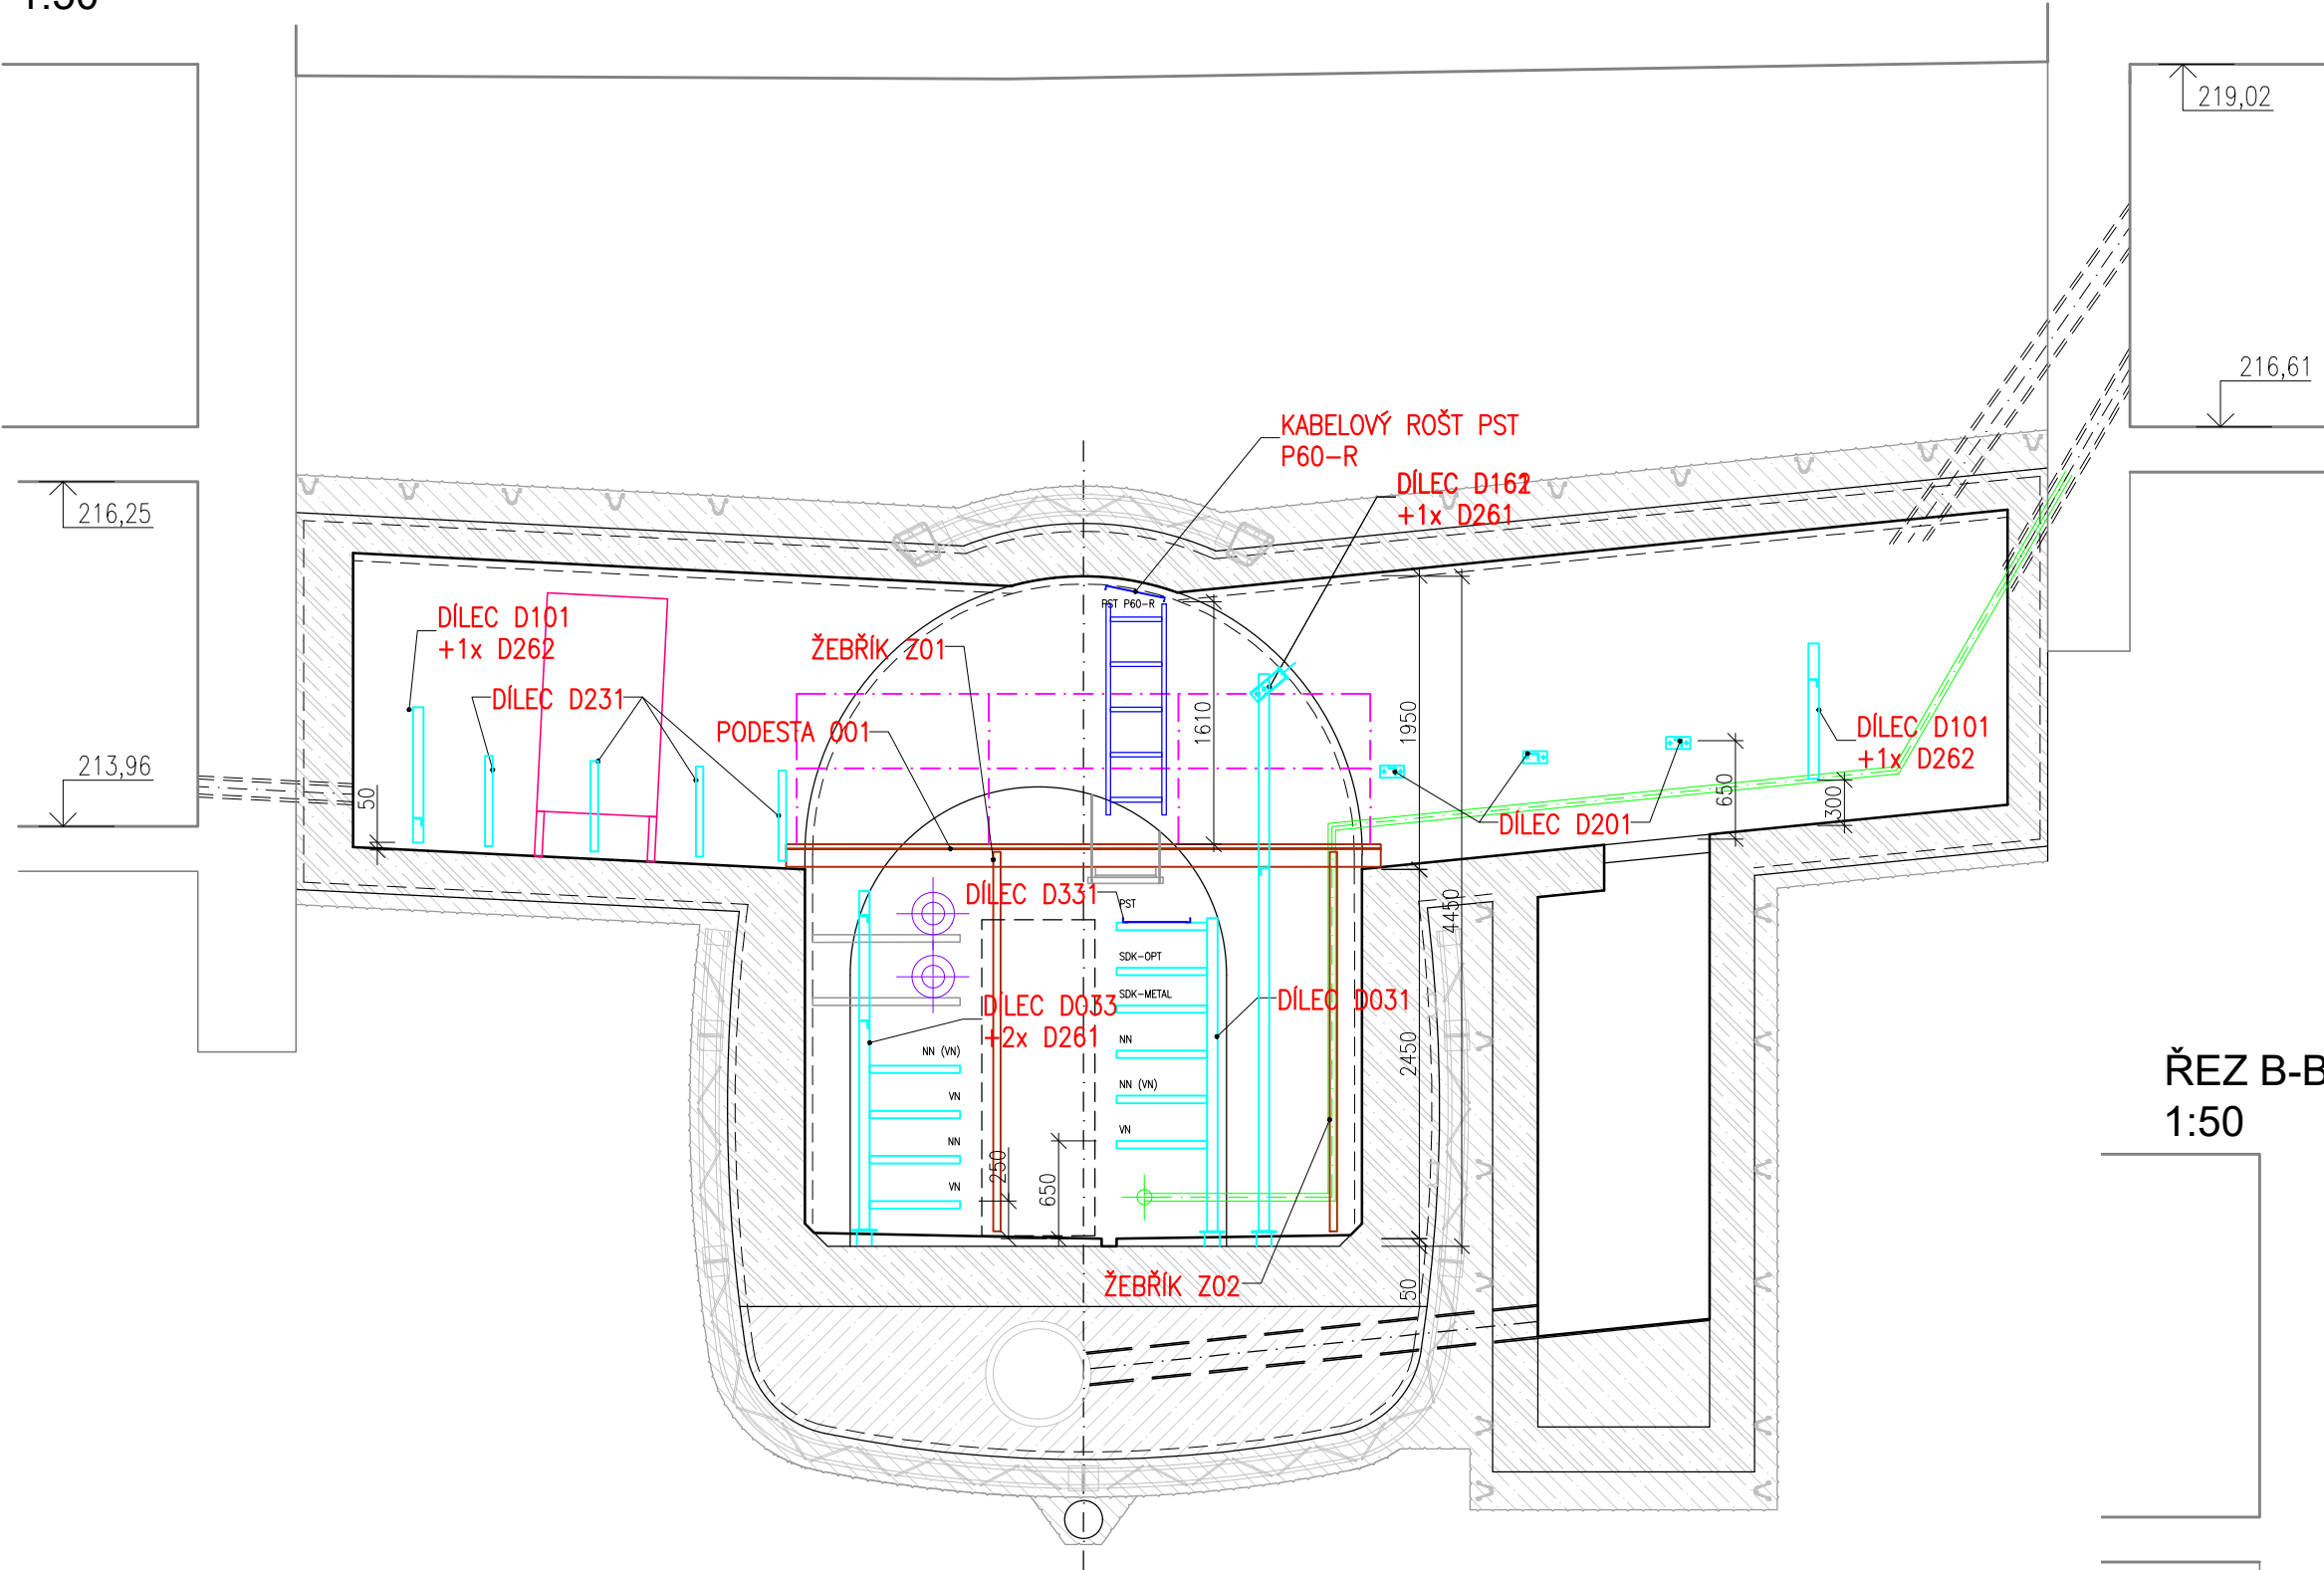 1:50
219,02
216,61
KABELOVÝ ROŠT PST
P60-R
DÍLEC D162
+1x D261
216,25
PST P60-R
DÍLEC D101
+1x D262
ŽEBŘÍK Z01
DÍLEC D231
PODESTA 001
1610
1950
DÍLEC D101
+1x D262
213,96
50
650
300
DÍLEC D201
DÍLEC D331
PST
4450
SDK-OPT
SDK-METAL
DÍLEC D033
+2x D261
DÍLEC D031
NN
NN (VN)
2450
NN (VN)
VN
VN
NN
250
650
VN
ŽEBŘÍK Z02
50
ŘEZ B-B
1:50